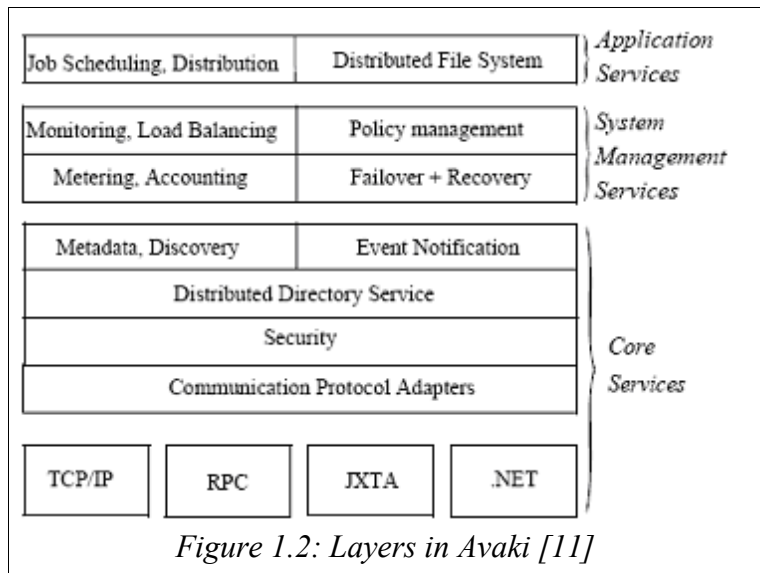 Job Scheduling, Distribution Distributed File System
Application
Services
Monitoring, Load Balancing Policy management
Metering, Accounting Failover + Recovery
System
Management
Services
Metadata, Discovery Event Notification
Distributed Directory Service
Security
Communication Protocol Adapters
TCP/IP RPC JXTA .NET
Core
Services
Figure 1.2: Layers in Avaki [11]